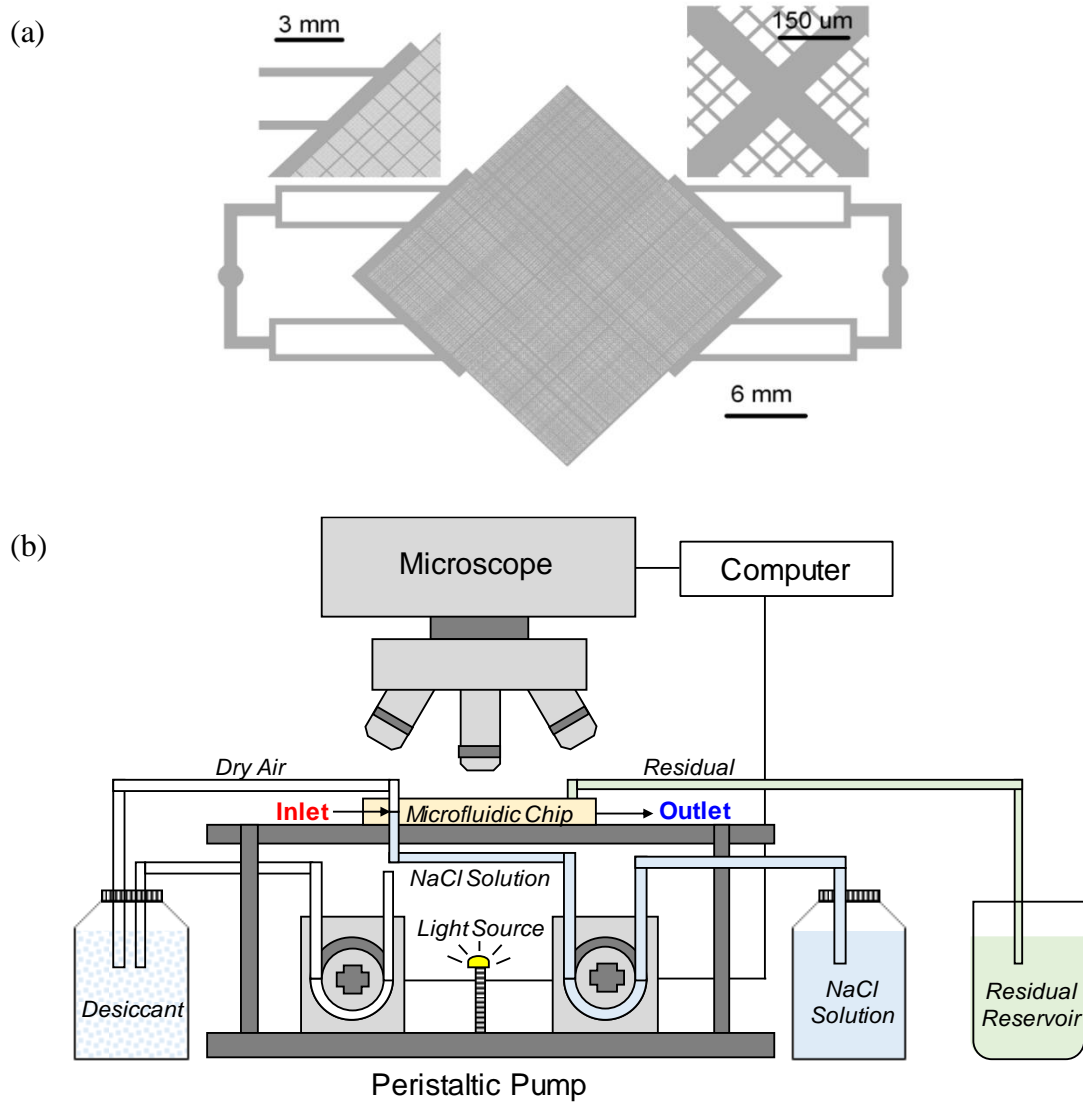 (a)
3 mm
150 um
6 mm
(b)
Microscope
Computer
Dry Air
Residual
Inlet
Microfluidic Chip
Outlet
NaCl Solution
Light Source
Desiccant
NaCl
Solution
Residual
Reservoir
Peristaltic Pump